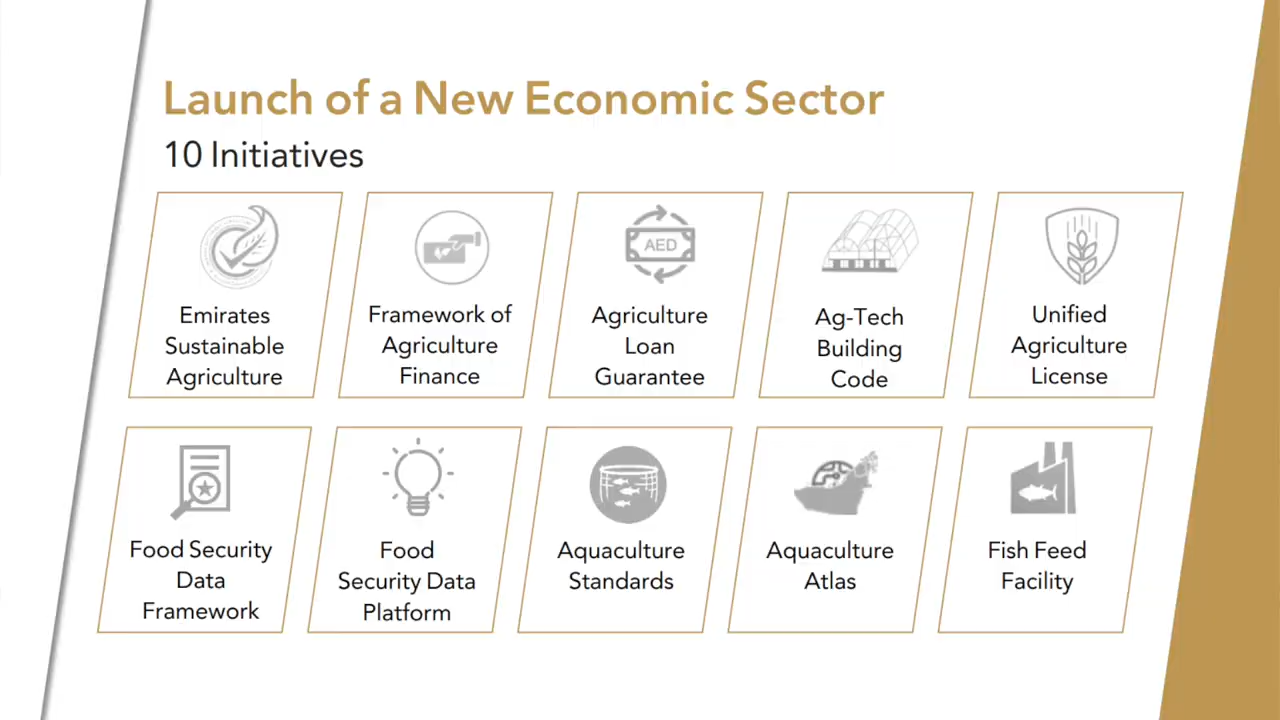 Launch of a New Economic Sector
10 Initiatives
Emirates
Sustainable
Agriculture
Framework of
Agriculture
Finance
AED
Agriculture
Loan
Guarantee
Ag-Tech
Building
Code
Unified
Agriculture
License
Food Security
Data
Framework
Food
Security Data
Platform
Aquaculture
Standards
Aquaculture
Atlas
Fish Feed
Facility